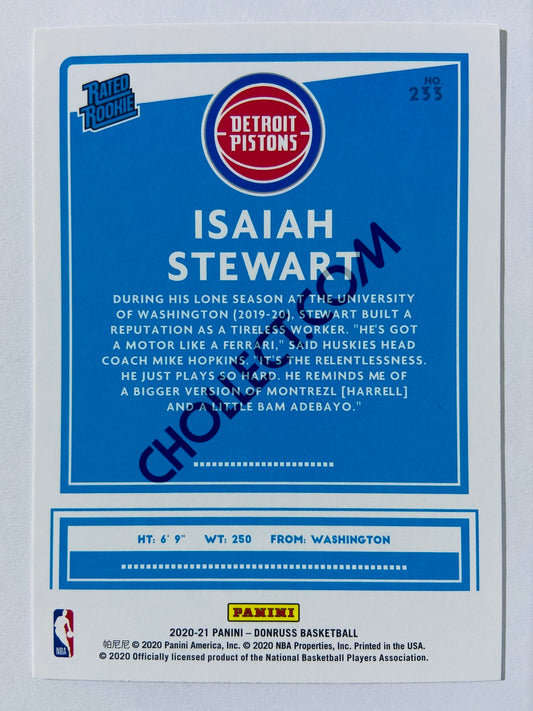 RATED
ROOKIE
NO.
233
DETROIT
PISTONS
ISAIAH
STEWART
DURING HIS LONE SEASON AT THE UNIVERSITY
OF WASHINGTON (2019-20), STEWART BUILT A
REPUTATION AS A TIRELESS WORKER. "HE'S GOT
A MOTOR LIKE A FERRARI," SAID HUSKIES HEAD
COACH MIKE HOPKINS. "IT'S THE RELENTLESSNESS.
HE JUST PLAYS SO HARD. HE REMINDS ME OF
A BIGGER VERSION OF MONTREZL [HARRELL]
AND A LITTLE BAM ADEBAYO."
CHOLLECT.COM
HT: 6' 9" WT: 250 FROM: WASHINGTON
PANINI
NBA
2020-21 PANINI – DONRUSS BASKETBALL
帕尼尼 © 2020 Panini America, Inc. © 2020 NBA Properties, Inc. Printed in the USA.
© 2020 Officially licensed product of the National Basketball Players Association.